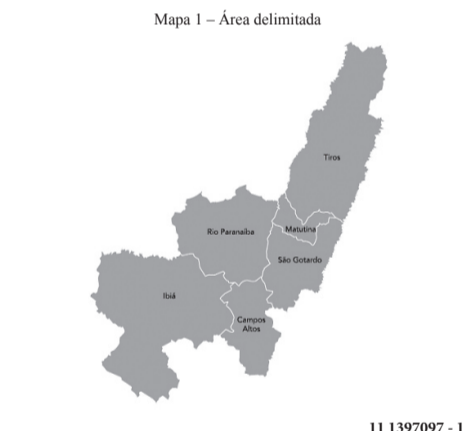 Mapa 1 – Área delimitada
Tiros
Matutina
Rio Paranaíba
São Gotardo
Ibiá
Campos
Altos
11 1397097 - 1